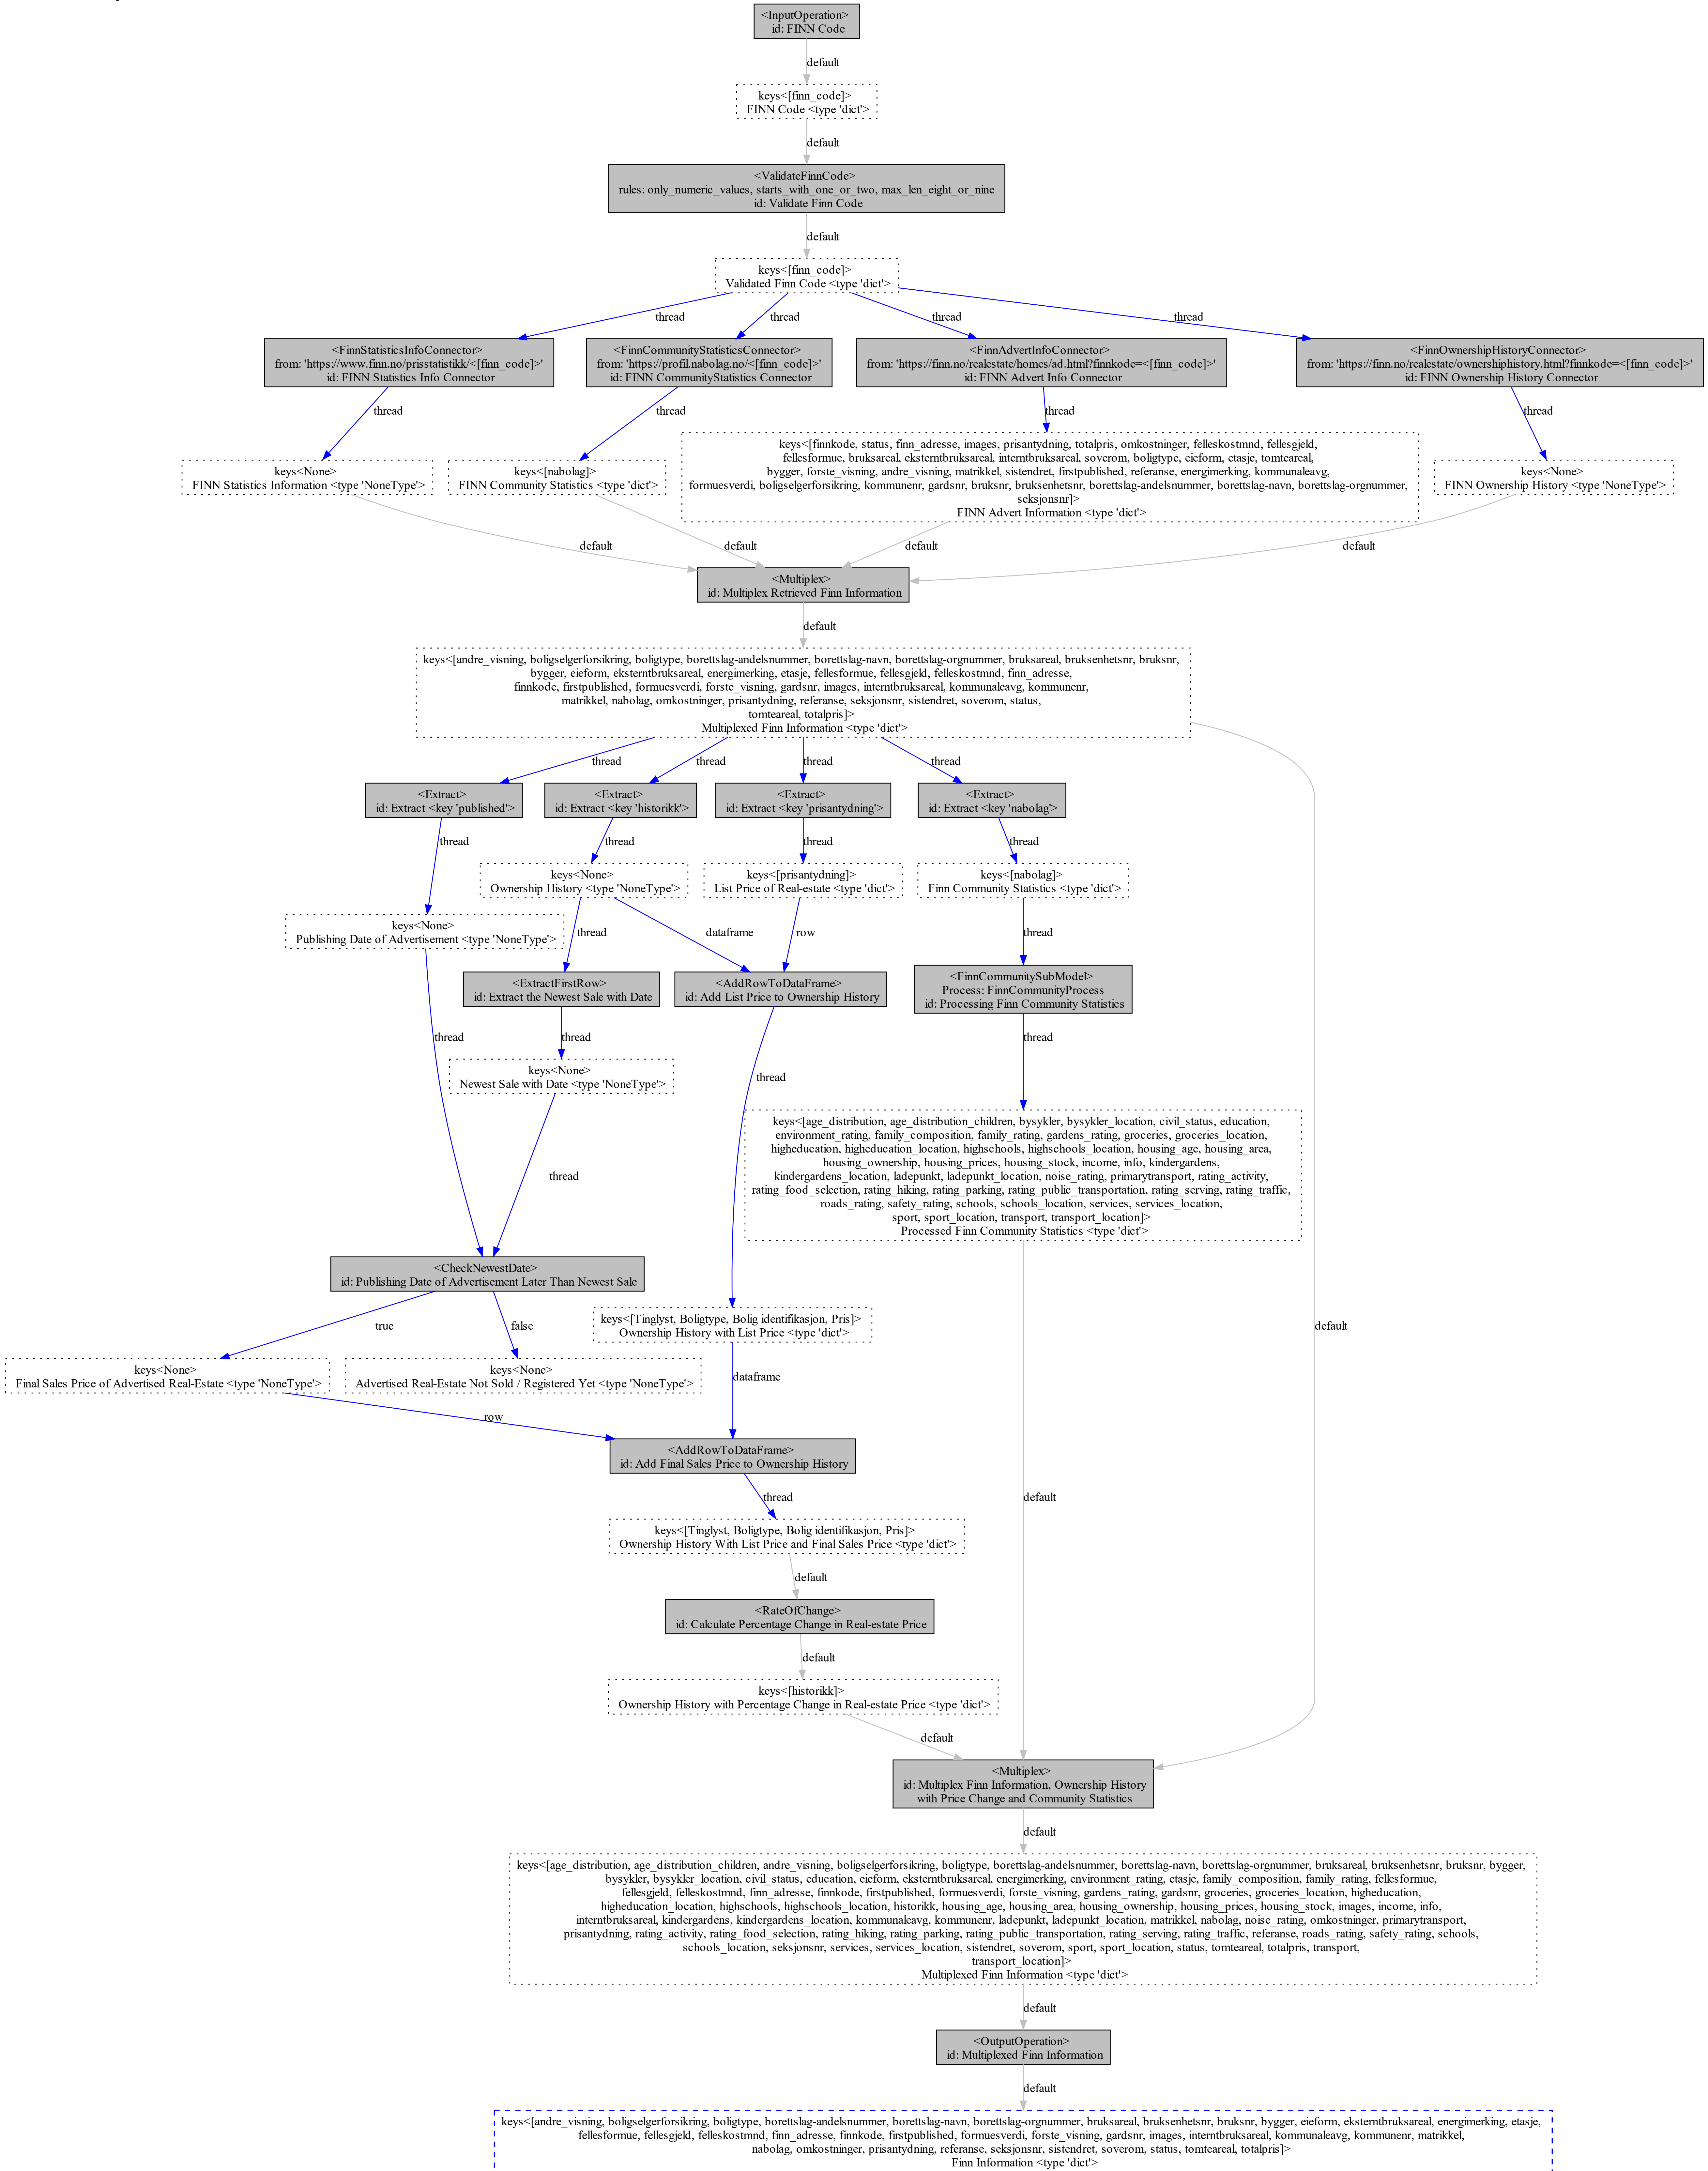 <InputOperation>
id: FINN Code
default
keys<[finn_code]>
FINN Code <type 'dict'>
default
<ValidateFinnCode>
rules: only_numeric_values, starts_with_one_or_two, max_len_eight_or_nine
id: Validate Finn Code
default
keys<[finn_code]>
Validated Finn Code <type 'dict'>
thread
thread
thread
thread
<FinnStatisticsInfoConnector>
from: 'https://www.finn.no/prisstatistikk/<[finn_code]>'
id: FINN Statistics Info Connector
<FinnCommunityStatisticsConnector>
from: 'https://profil.nabolag.no/<[finn_code]>'
id: FINN CommunityStatistics Connector
<FinnAdvertInfoConnector>
from: 'https://finn.no/realestate/homes/ad.html?finnkode=<[finn_code]>'
id: FINN Advert Info Connector
<FinnOwnershipHistoryConnector>
from: 'https://finn.no/realstate/ownershiphistory.html?finnkode=<[finn_code]>'
id: FINN Ownership History Connector
thread
thread
thread
thread
keys<None>
FINN Statistics Information <type 'NoneType'>
keys<[nabolag]>
FINN Community Statistics <type 'dict'>
keys<[finnkode, status, finn_adresse, images, prisantydning, totalpris, omkostninger, felleskostmnd, fellesgjeld,
fellesformue, bruksareal, eksterntbruksareal, interntbruksareal, soverom, boligtype, eieform, etasje, tomteareal,
bygger, forste_visning, andre_visning, matrikkel, sistendret, firstpublished, referanse, energimerking, kommunaleavg,
formuesverdi, boligselgerforsikring, kommunenr, gardsnr, bruksnr, bruksenhetsnr, borettslag-andelsnummer, borettslag-navn, borettslag-orgnummer,
seksjonsnr]>
FINN Advert Information <type 'dict'>
keys<None>
FINN Ownership History <type 'NoneType'>
default
default
default
default
<Multiplex>
id: Multiplex Retrieved Finn Information
default
keys<[andre_visning, boligselgerforsikring, boligtype, borettslag-andelsnummer, borettslag-navn, borettslag-orgnummer, bruksareal, bruksenhetsnr, bruksnr,
bygger, eieform, eksterntbruksareal, energimerking, etasje, fellesformue, fellesgjeld, felleskostmnd, finn_adresse,
finnkode, firstpublished, formuesverdi, forste_visning, gardsnr, images, interntbruksareal, kommunaleavg, kommunenr,
matrikkel, nabolag, omkostninger, prisantydning, referanse, seksjonsnr, sistendret, soverom, status,
tomteareal, totalpris]>
Multiplexed Finn Information <type 'dict'>
thread
thread
thread
thread
<Extract>
id: Extract <key 'published'>
<Extract>
id: Extract <key 'historikk'>
<Extract>
id: Extract <key 'prisantydning'>
<Extract>
id: Extract <key 'nabolag'>
thread
thread
thread
thread
keys<None>
Ownership History <type 'NoneType'>
keys<[prisantydning]>
List Price of Real-estate <type 'dict'>
keys<[nabolag]>
Finn Community Statistics <type 'dict'>
keys<None>
Publishing Date of Advertisement <type 'NoneType'>
thread
dataframe
row
thread
<ExtractFirstRow>
id: Extract the Newest Sale with Date
<AddRowToDataFrame>
id: Add List Price to Ownership History
<FinnCommunitySubModel>
Process: FinnCommunityProcess
id: Processing Finn Community Statistics
thread
thread
thread
keys<None>
Newest Sale with Date <type 'NoneType'>
thread
keys<[age_distribution, age_distribution_children, bysykler, bysykler_location, civil_status, education,
environment_rating, family_composition, family_rating, gardens_rating, groceries, groceries_location,
higheducation, higheducation_location, highschools, highschools_location, housing_age, housing_area,
housing_ownership, housing_prices, housing_stock, income, info, kindergardens,
kindergardens_location, ladepunkt, ladepunkt_location, noise_rating, primarytransport, rating_activity,
rating_food_selection, rating_hiking, rating_parking, rating_public_transportation, rating_serving, rating_traffic,
roads_rating, safety_rating, schools, schools_location, services, services_location,
sport, sport_location, transport, transport_location]>
Processed Finn Community Statistics <type 'dict'>
thread
<CheckNewestDate>
id: Publishing Date of Advertisement Later Than Newest Sale
true
false
keys<[Tinglyst, Boligtype, Bolig identifikasjon, Pris]>
Ownership History with List Price <type 'dict'>
default
keys<None>
Final Sales Price of Advertised Real-Estate <type 'NoneType'>
keys<None>
Advertised Real-Estate Not Sold / Registered Yet <type 'NoneType'>
dataframe
row
<AddRowToDataFrame>
id: Add Final Sales Price to Ownership History
thread
default
keys<[Tinglyst, Boligtype, Bolig identifikasjon, Pris]>
Ownership History With List Price and Final Sales Price <type 'dict'>
default
<RateOfChange>
id: Calculate Percentage Change in Real-estate Price
default
keys<[historikk]>
Ownership History with Percentage Change in Real-estate Price <type 'dict'>
default
<Multiplex>
id: Multiplex Finn Information, Ownership History
with Price Change and Community Statistics
default
keys<[age_distribution, age_distribution_children, andre_visning, boligselgerforsikring, boligtype, borettslag-andelsnummer, borettslag-navn, borettslag-orgnummer, bruksareal, bruksenhetsnr, bruksnr, bygger,
bysykler, bysykler_location, civil_status, education, eieform, eksterntbruksareal, energimerking, environment_rating, etasje, family_composition, family_rating, fellesformue,
fellesgjeld, felleskostmnd, finn_adresse, finnkode, firstpublished, formuesverdi, forste_visning, gardens_rating, gardsnr, groceries, groceries_location, higheducation,
higheducation_location, highschools, highschools_location, historikk, housing_age, housing_area, housing_ownership, housing_prices, housing_stock, images, income, info,
interntbruksareal, kindergardens, kindergardens_location, kommunaleavg, kommunenr, ladepunkt, ladepunkt_location, matrikkel, nabolag, noise_rating, omkostninger, primarytransport,
prisantydning, rating_activity, rating_food_selection, rating_hiking, rating_parking, rating_public_transportation, rating_serving, rating_traffic, referanse, roads_rating, safety_rating, schools,
schools_location, seksjonsnr, services, services_location, sistendret, soverom, sport, sport_location, status, tomteareal, totalpris, transport,
transport_location]>
Multiplexed Finn Information <type 'dict'>
default
<OutputOperation>
id: Multiplexed Finn Information
default
keys<[andre_visning, boligselgerforsikring, boligtype, borettslag-andelsnummer, borettslag-navn, borettslag-orgnummer, bruksareal, bruksenhetsnr, bruksnr, bygger, eieform, eksterntbruksareal, energimerking, etasje,
fellesformue, fellesgjeld, felleskostmnd, finn_adresse, finnkode, firstpublished, formuesverdi, forste_visning, gardsnr, images, interntbruksareal, kommunaleavg, kommunenr, matrikkel,
nabolag, omkostninger, prisantydning, referanse, seksjonsnr, sistendret, soverom, status, tomteareal, totalpris]>
Finn Information <type 'dict'>